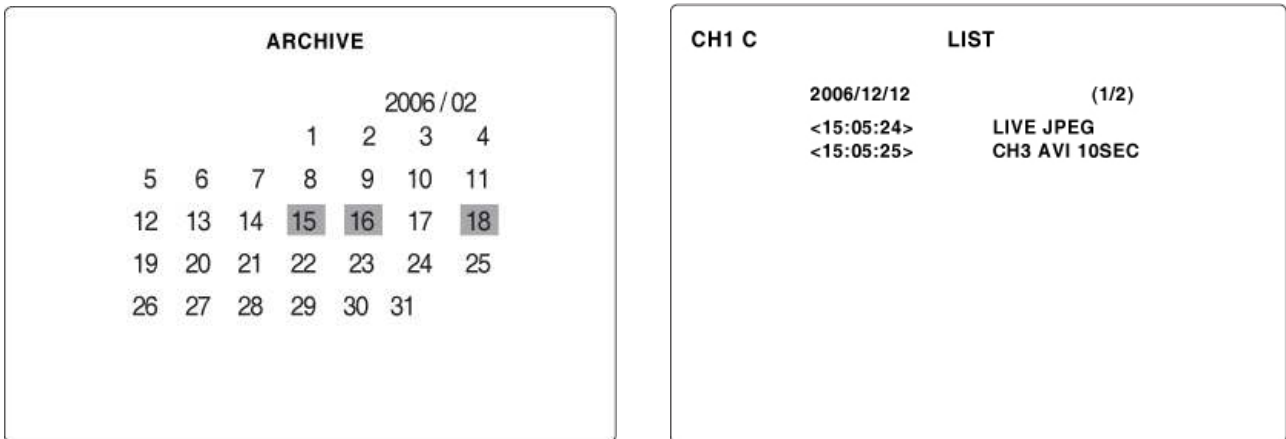 ARCHIVE
2006 / 02
1 2 3 4
5 6 7 8 9 10 11
12 13 14 15 16 17 18
19 20 21 22 23 24 25
26 27 28 29 30 31
CH1 C LIST
2006/12/12 (1/2)
<15:05:24> LIVE JPEG
<15:05:25> CH3 AVI 10SEC